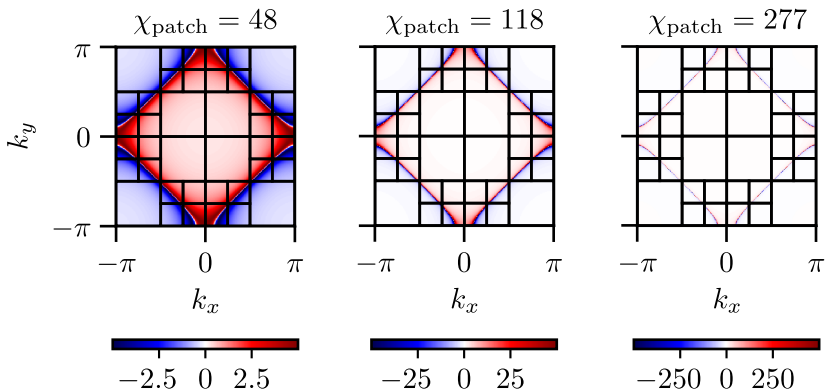 χpatch = 48
χpatch = 118
χpatch = 277
π
0
−π
ky
−π 0 π
−π 0 π
−π 0 π
kx
kx
kx
−2.5 0 2.5
−25 0 25
−250 0 250